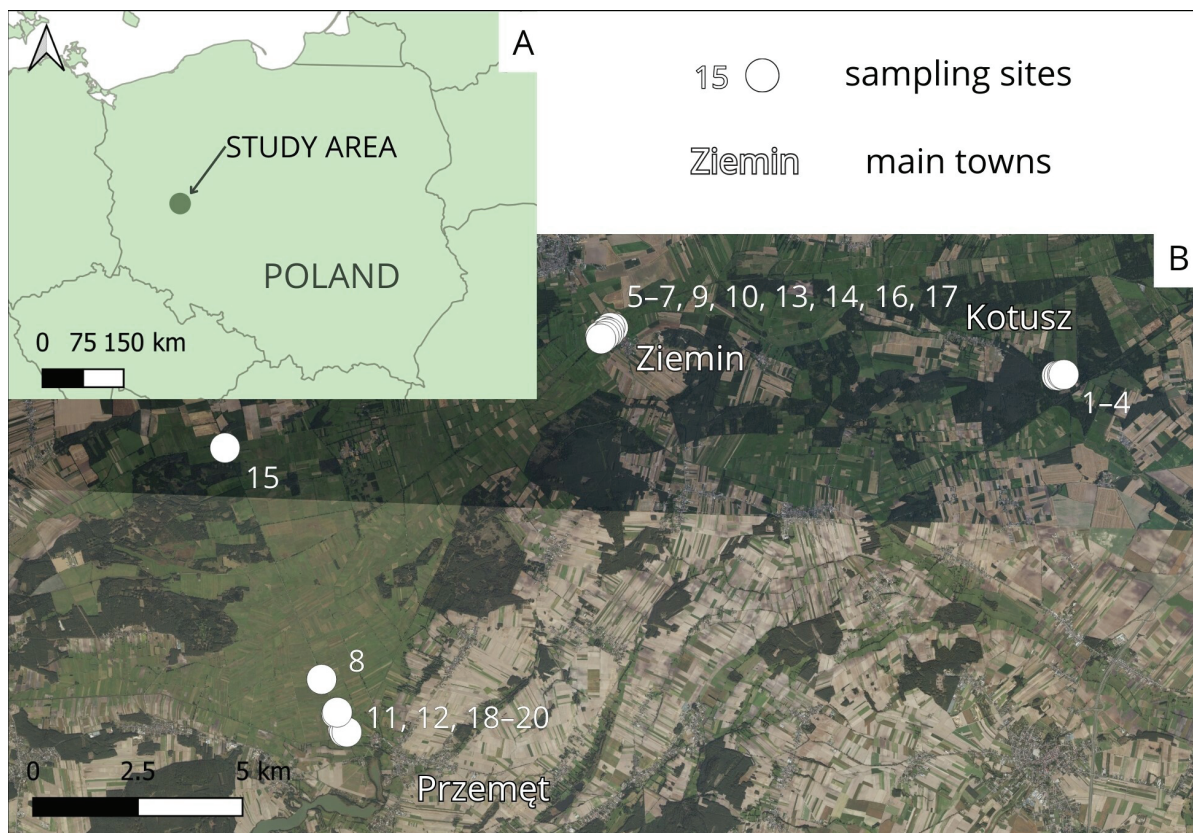 A
STUDY AREA
POLAND
0 75 150 km
15 sampling sites
Ziemin main towns
B
5–7, 9, 10, 13, 14, 16, 17
Kotusz
Ziemin
1–4
15
8
11, 12, 18–20
Przemęt
0 2.5 5 km